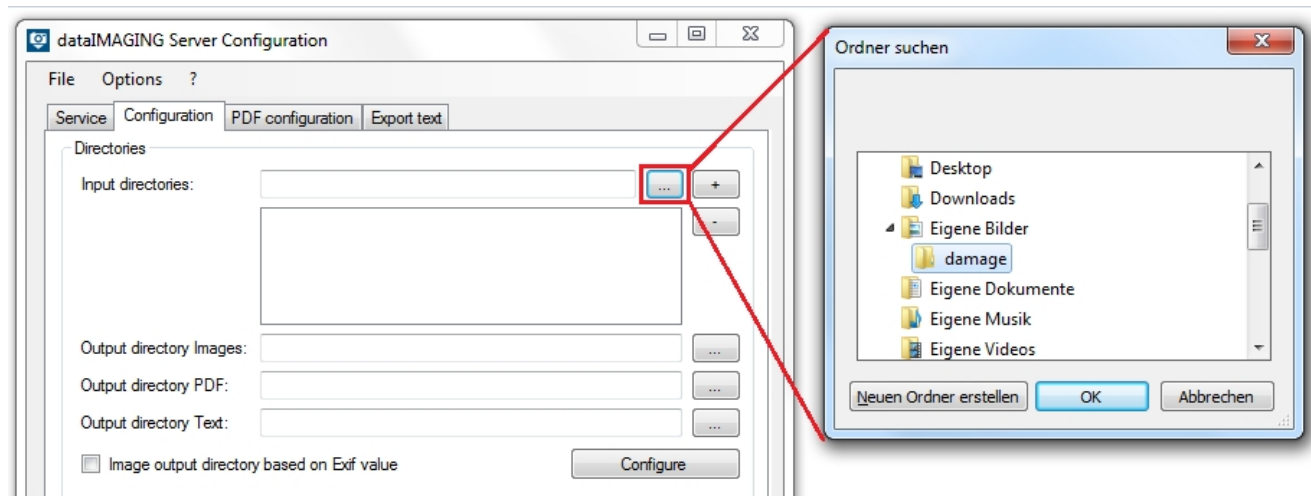 dataIMAGING Server Configuration
File Options ?
Service Configuration PDF configuration Export text
Directories
Input directories: ... +
-
Output directory Images: ...
Output directory PDF: ...
Output directory Text: ...
Image output directory based on Exif value Configure
Ordner suchen
Desktop
Downloads
Eigene Bilder
damage
Eigene Dokumente
Eigene Musik
Eigene Videos
Neuen Ordner erstellen OK Abbrechen